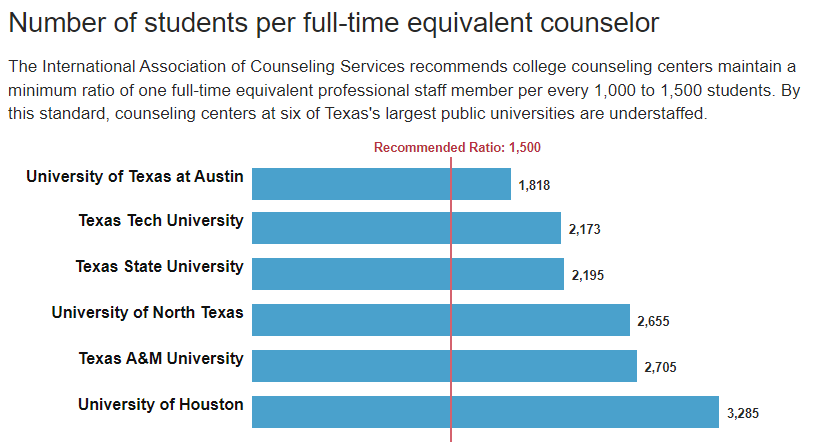 Number of students per full-time equivalent counselor
The International Association of Counseling Services recommends college counseling centers maintain a
minimum ratio of one full-time equivalent professional staff member per every 1,000 to 1,500 students. By
this standard, counseling centers at six of Texas's largest public universities are understaffed.
Recommended Ratio: 1,500
University of Texas at Austin 1,818
Texas Tech University 2,173
Texas State University 2,195
University of North Texas 2,655
Texas A&M University 2,705
University of Houston 3,285